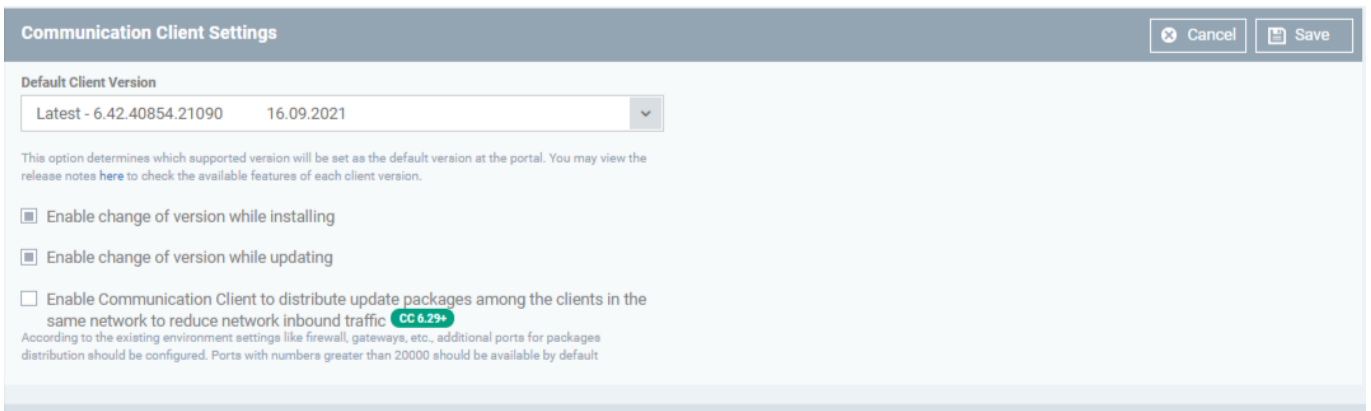 Communication Client Settings
Cancel
Save
Default Client Version
Latest - 6.42.40854.21090 16.09.2021
This option determines which supported version will be set as the default version at the portal. You may view the
release notes here to check the available features of each client version.
Enable change of version while installing
Enable change of version while updating
Enable Communication Client to distribute update packages among the clients in the
same network to reduce network inbound traffic CC 6.29+
According to the existing environment settings like firewall, gateways, etc., additional ports for packages
distribution should be configured. Ports with numbers greater than 20000 should be available by default